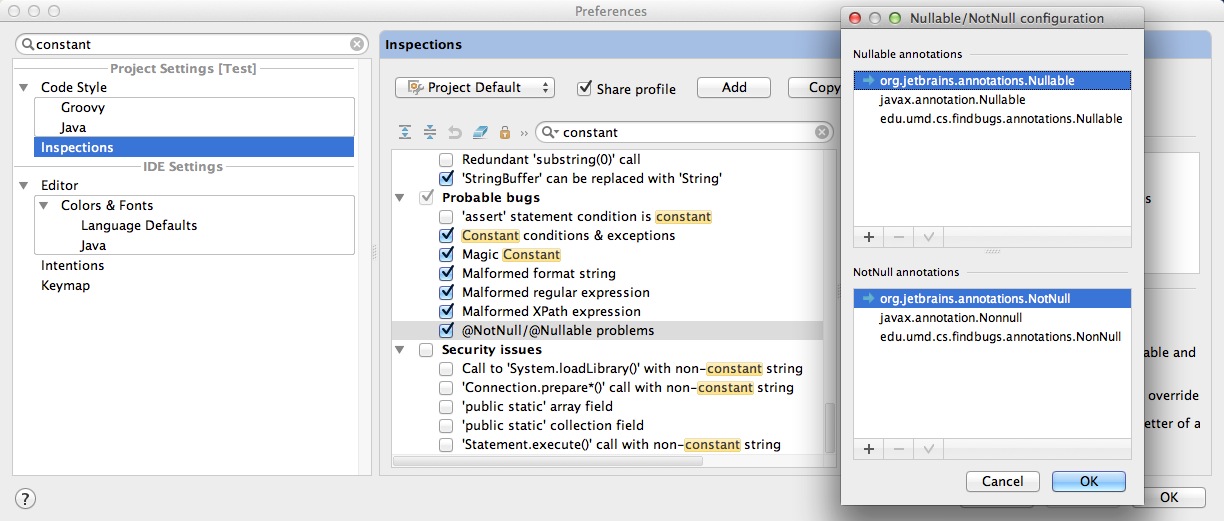 Preferences
constant
Project Settings [Test]
Code Style
Groovy
Java
Inspections
IDE Settings
Editor
Colors & Fonts
Language Defaults
Java
Intentions
Keymap
?
Inspections
Project Default
Share profile
Add
Copy
»
constant
Redundant 'substring(0)' call
'StringBuffer' can be replaced with 'String'
Probable bugs
'assert' statement condition is constant
Constant conditions & exceptions
Magic Constant
Malformed format string
Malformed regular expression
Malformed XPath expression
@NotNull/@Nullable problems
Security issues
Call to 'System.loadLibrary()' with non-constant string
'Connection.prepare*()' call with non-constant string
'public static' array field
'public static' collection field
'Statement.execute()' call with non-constant string
Nullable/NotNull configuration
Nullable annotations
org.jetbrains.annotations.Nullable
javax.annotation.Nullable
edu.umd.cs.findbugs.annotations.Nullable
NotNull annotations
org.jetbrains.annotations.NotNull
javax.annotation.Nonnull
edu.umd.cs.findbugs.annotations.NonNull
Cancel
OK
s
able and
override
etter of a
OK